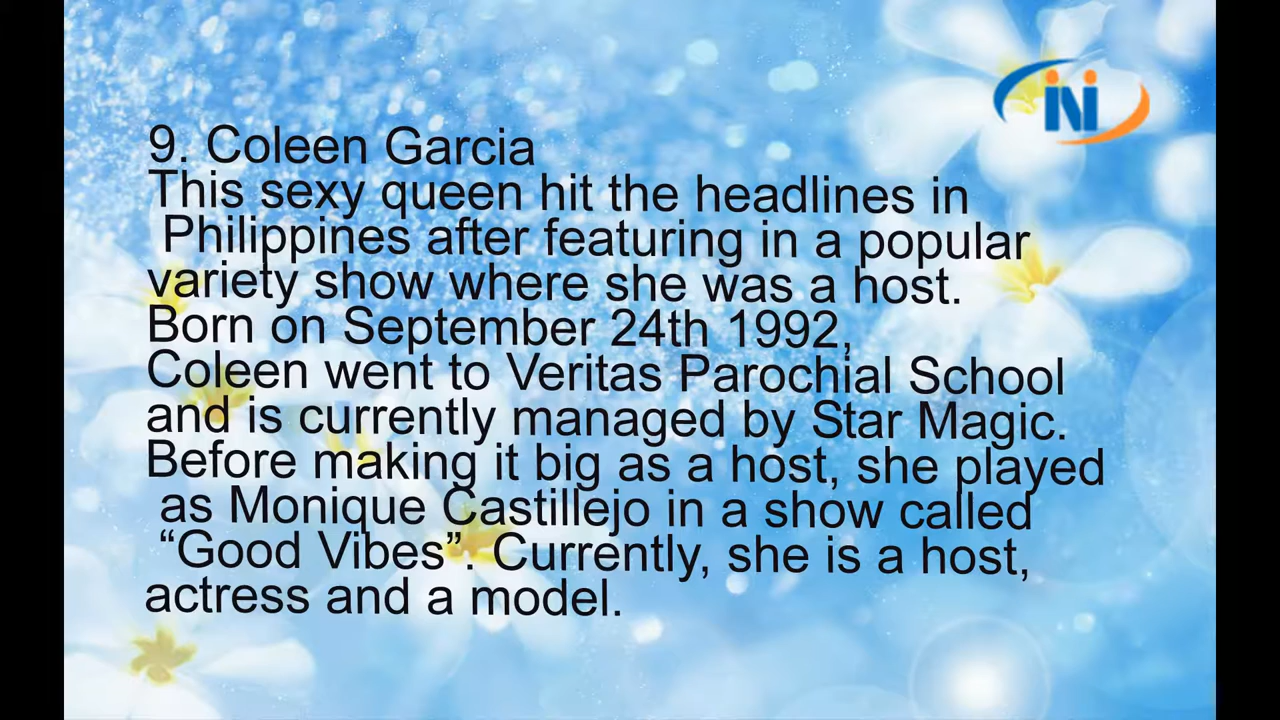 9. Coleen Garcia
This sexy queen hit the headlines in
Philippines after featuring in a popular
variety show where she was a host.
Born on September 24th 1992,
Coleen went to Veritas Parochial School
and is currently managed by Star Magic.
Before making it big as a host, she played
as Monique Castillejo in a show called
“Good Vibes”. Currently, she is a host,
actress and a model.